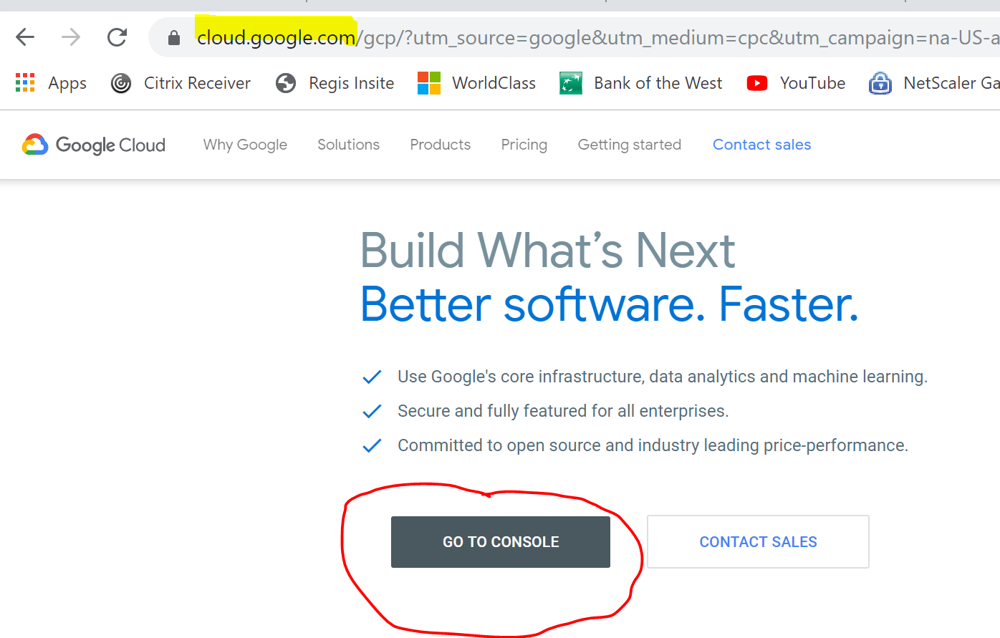 cloud.google.com/gcp/?utm_source=google&utm_medium=cpc&utm_campaign=na-US-a
Apps Citrix Receiver Regis Insite WorldClass Bank of the West YouTube NetScaler Ga
Google Cloud Why Google Solutions Products Pricing Getting started Contact sales
Build What’s Next
Better software. Faster.
Use Google's core infrastructure, data analytics and machine learning.
Secure and fully featured for all enterprises.
Committed to open source and industry leading price-performance.
GO TO CONSOLE CONTACT SALES